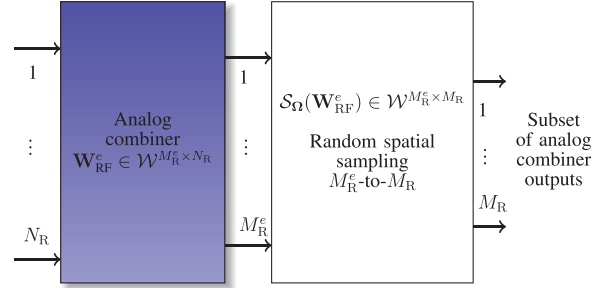 1
⋮
N_R
Analog
combiner
W^e_RF ∈ 𝒲^{M^e_R×N_R}
1
⋮
M^e_R
𝒮_Ω(W^e_RF) ∈ 𝒲^{M^e_R×M_R}
Random spatial
sampling
M^e_R-to-M_R
1
⋮
M_R
Subset
of analog
combiner
outputs